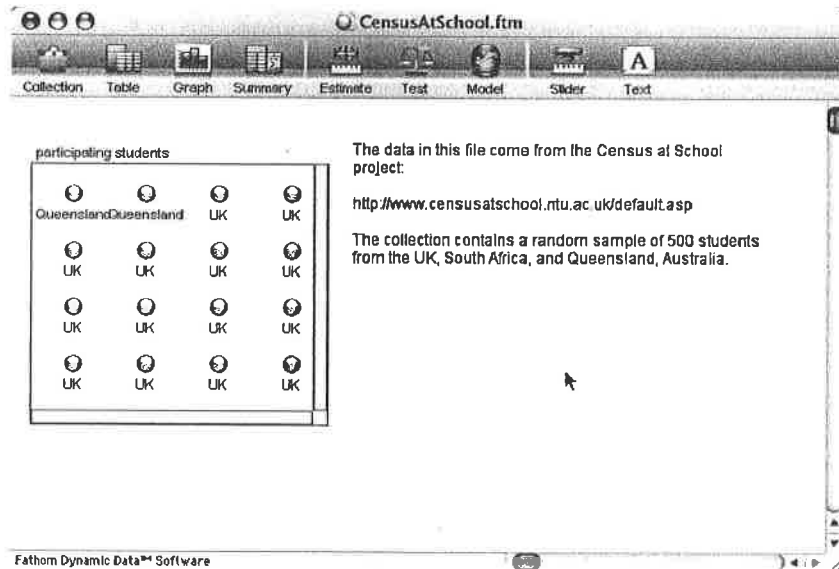 CensusAtSchool.ftm
Collection Table Graph Summary Estimate Test Model Slider Text
A
participating students
Queensland Queensland UK UK
UK UK UK UK
UK UK UK UK
UK UK UK UK
The data in this file come from the Census at School
project:
http://www.censusatschool.ntu.ac.uk/default.asp
The collection contains a random sample of 500 students
from the UK, South Africa, and Queensland, Australia.
Fathom Dynamic Data™ Software